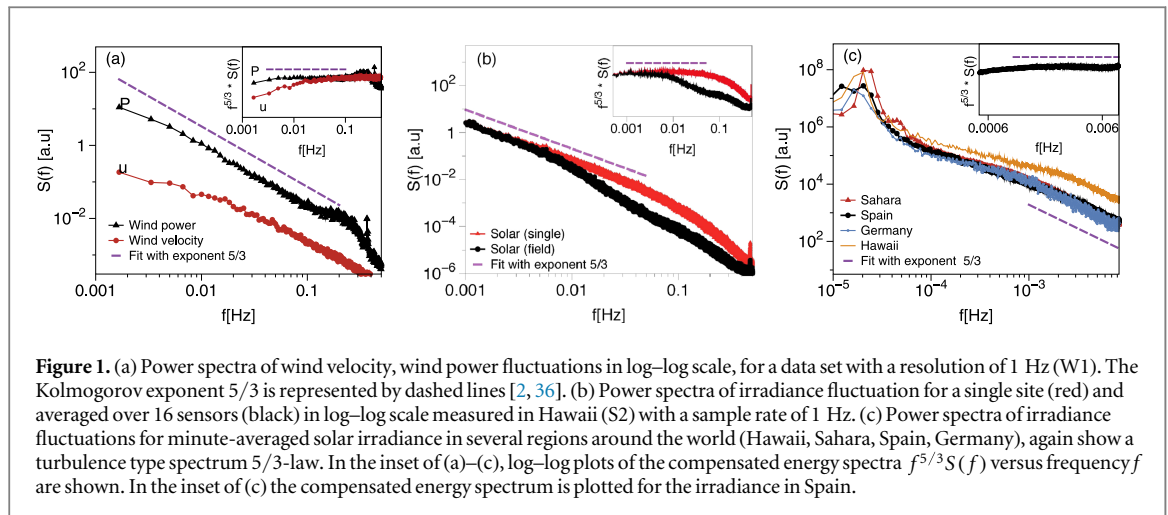 (a)
10²
1
10⁻²
S(f) [a.u]
P
u
Wind power
Wind velocity
Fit with exponent 5/3
0.001
0.01
0.1
f[Hz]
f^5/3 * S(f)
P
u
0.001
0.01
0.1
f[Hz]
(b)
10²
1
10⁻²
10⁻⁴
10⁻⁶
S(f) [a.u]
Solar (single)
Solar (field)
Fit with exponent 5/3
0.001
0.01
0.1
f[Hz]
f^5/3 * S(f)
0.001
0.01
0.1
f[Hz]
(c)
10⁸
10⁶
10⁴
10²
S(f) [a.u]
Sahara
Spain
Germany
Hawaii
Fit with exponent 5/3
10⁻⁵
10⁻⁴
10⁻³
f[Hz]
f^5/3 * S(f)
0.0006
0.006
f[Hz]
Figure 1. (a) Power spectra of wind velocity, wind power fluctuations in log–log scale, for a data set with a resolution of 1 Hz (W1). The
Kolmogorov exponent 5/3 is represented by dashed lines [2, 36]. (b) Power spectra of irradiance fluctuation for a single site (red) and
averaged over 16 sensors (black) in log–log scale measured in Hawaii (S2) with a sample rate of 1 Hz. (c) Power spectra of irradiance
fluctuations for minute-averaged solar irradiance in several regions around the world (Hawaii, Sahara, Spain, Germany), again show a
turbulence type spectrum 5/3-law. In the inset of (a)–(c), log–log plots of the compensated energy spectra f^5/3 S(f) versus frequency f
are shown. In the inset of (c) the compensated energy spectrum is plotted for the irradiance in Spain.